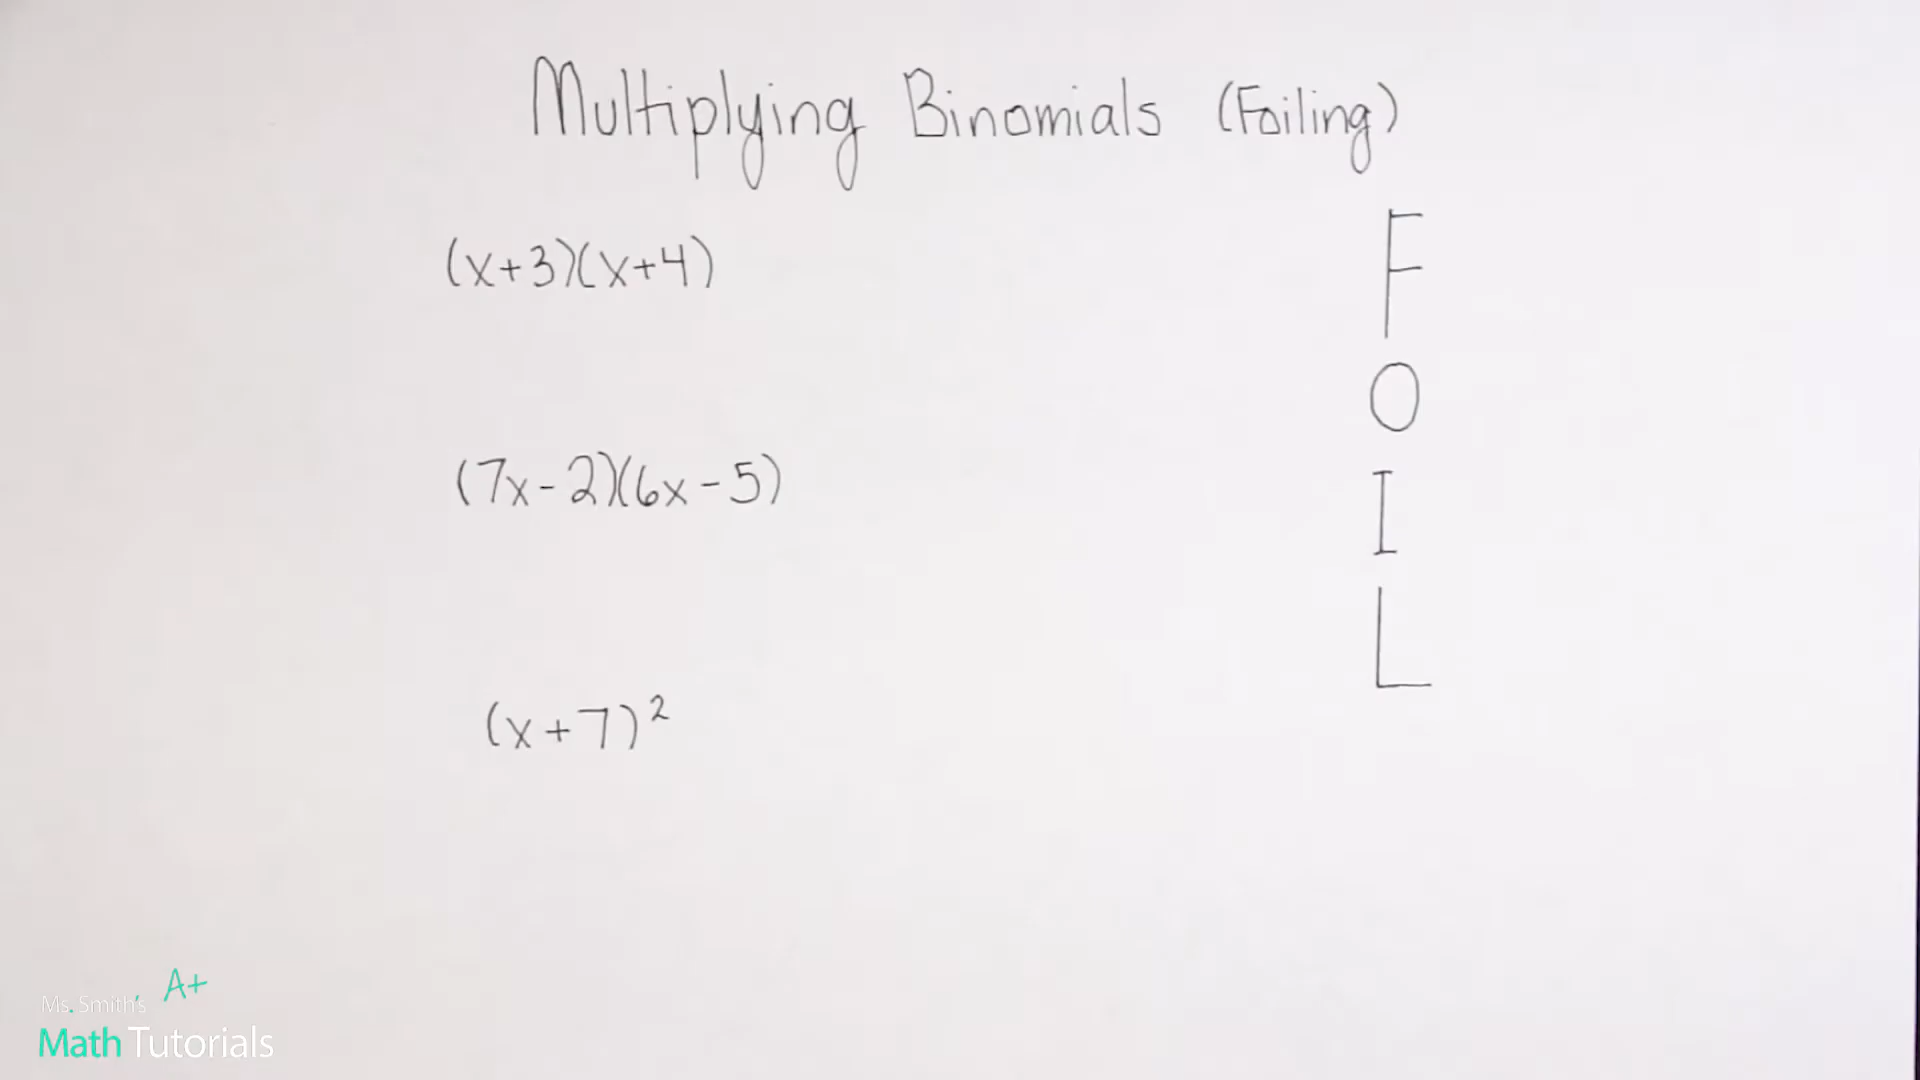 Multiplying Binomials (Foiling)
(x+3)(x+4)
F
O
(7x-2)(6x-5)
I
L
(x+7)²
A+
Ms. Smith's
Math Tutorials